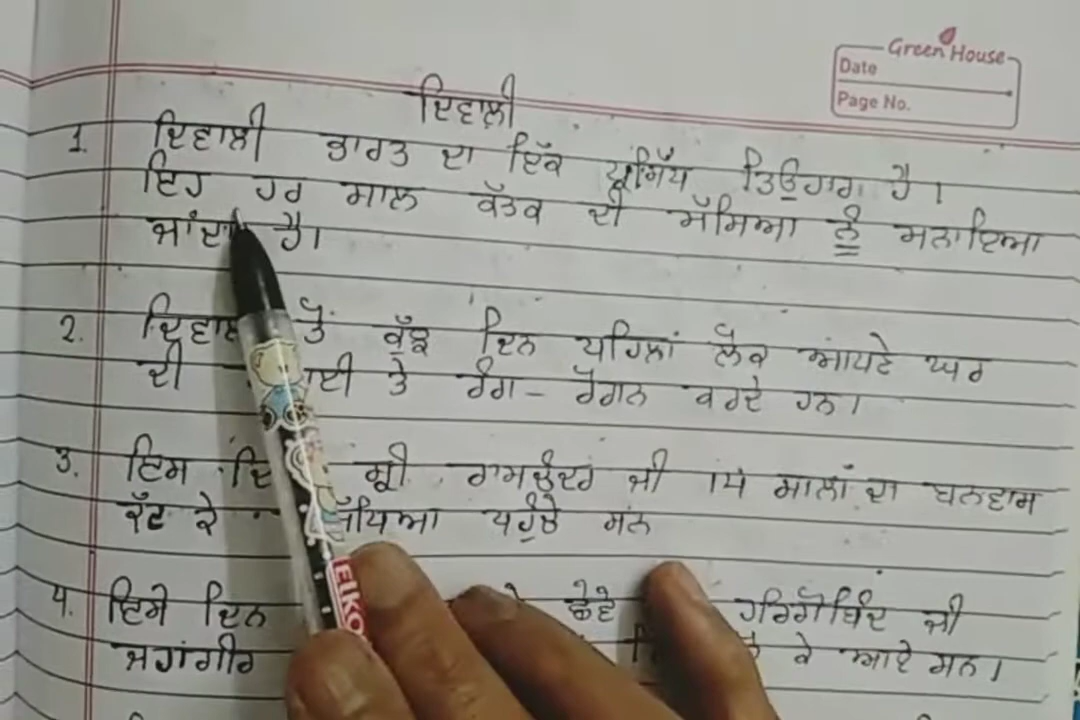 Green House
Date
Page No.
ਦਿਵਾਲੀ
1. ਦਿਵਾਲੀ ਭਾਰਤ ਦਾ ਇੱਕ ਪ੍ਰਸਿੱਧ ਤਿਉਹਾਰ ਹੈ।
ਇਹ ਹਰ ਸਾਲ ਕੱਤਕ ਦੀ ਮੱਸਿਆ ਨੂੰ ਮਨਾਇਆ
ਜਾਂਦਾ ਹੈ।
2. ਤੋਂ ਕੁੱਝ ਦਿਨ ਪਹਿਲਾਂ ਲੋਕ ਆਪਣੇ ਘਰ
ਦੀ ਤੇ ਰੰਗ-ਰੋਗਨ ਕਰਦੇ ਹਨ।
3. ਇਸ ਸ੍ਰੀ ਰਾਮਚੰਦਰ ਜੀ 14 ਸਾਲਾਂ ਦਾ ਬਨਵਾਸ
ਕੱਟ ਕੇ ਪਹੁੰਚੇ ਸਨ
4. ਇਸੇ ਦਿਨ ਹਰਿਗੋਬਿੰਦ ਜੀ
ਜਹਾਂਗੀਰ ਕੇ ਆਏ ਸਨ।
EIKO